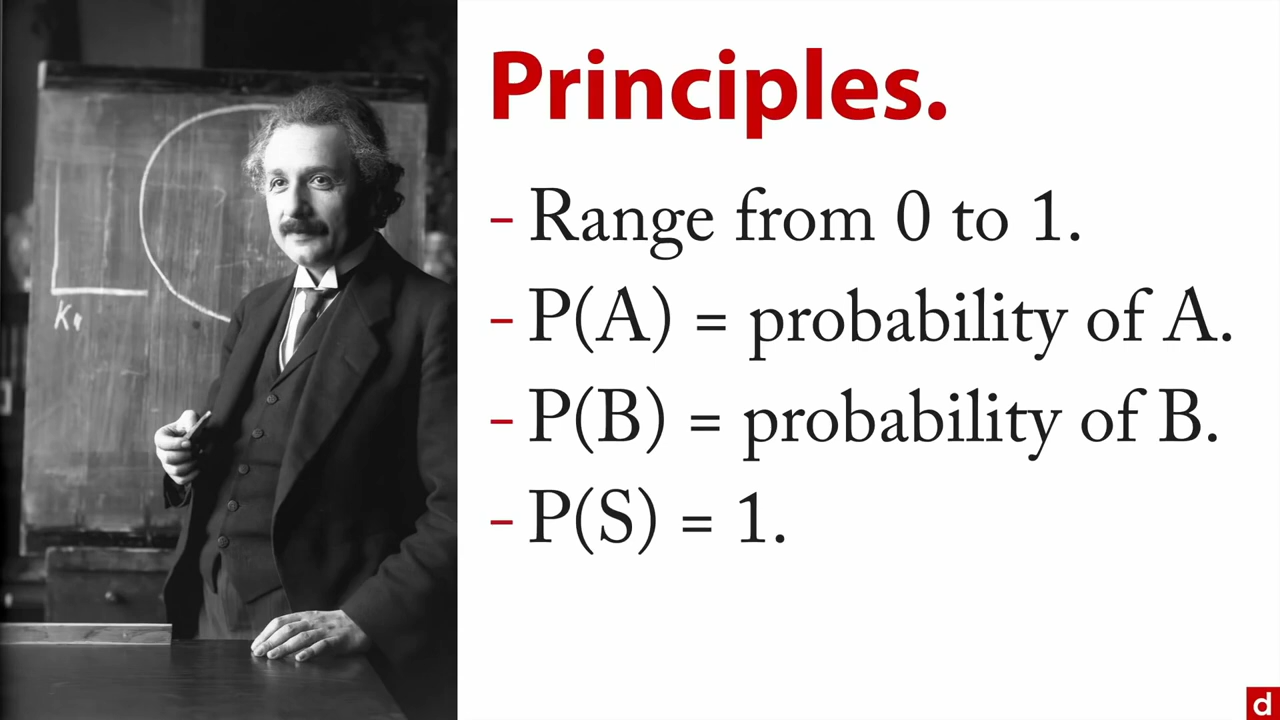 Principles.
- Range from 0 to 1.
- P(A) = probability of A.
- P(B) = probability of B.
- P(S) = 1.
d